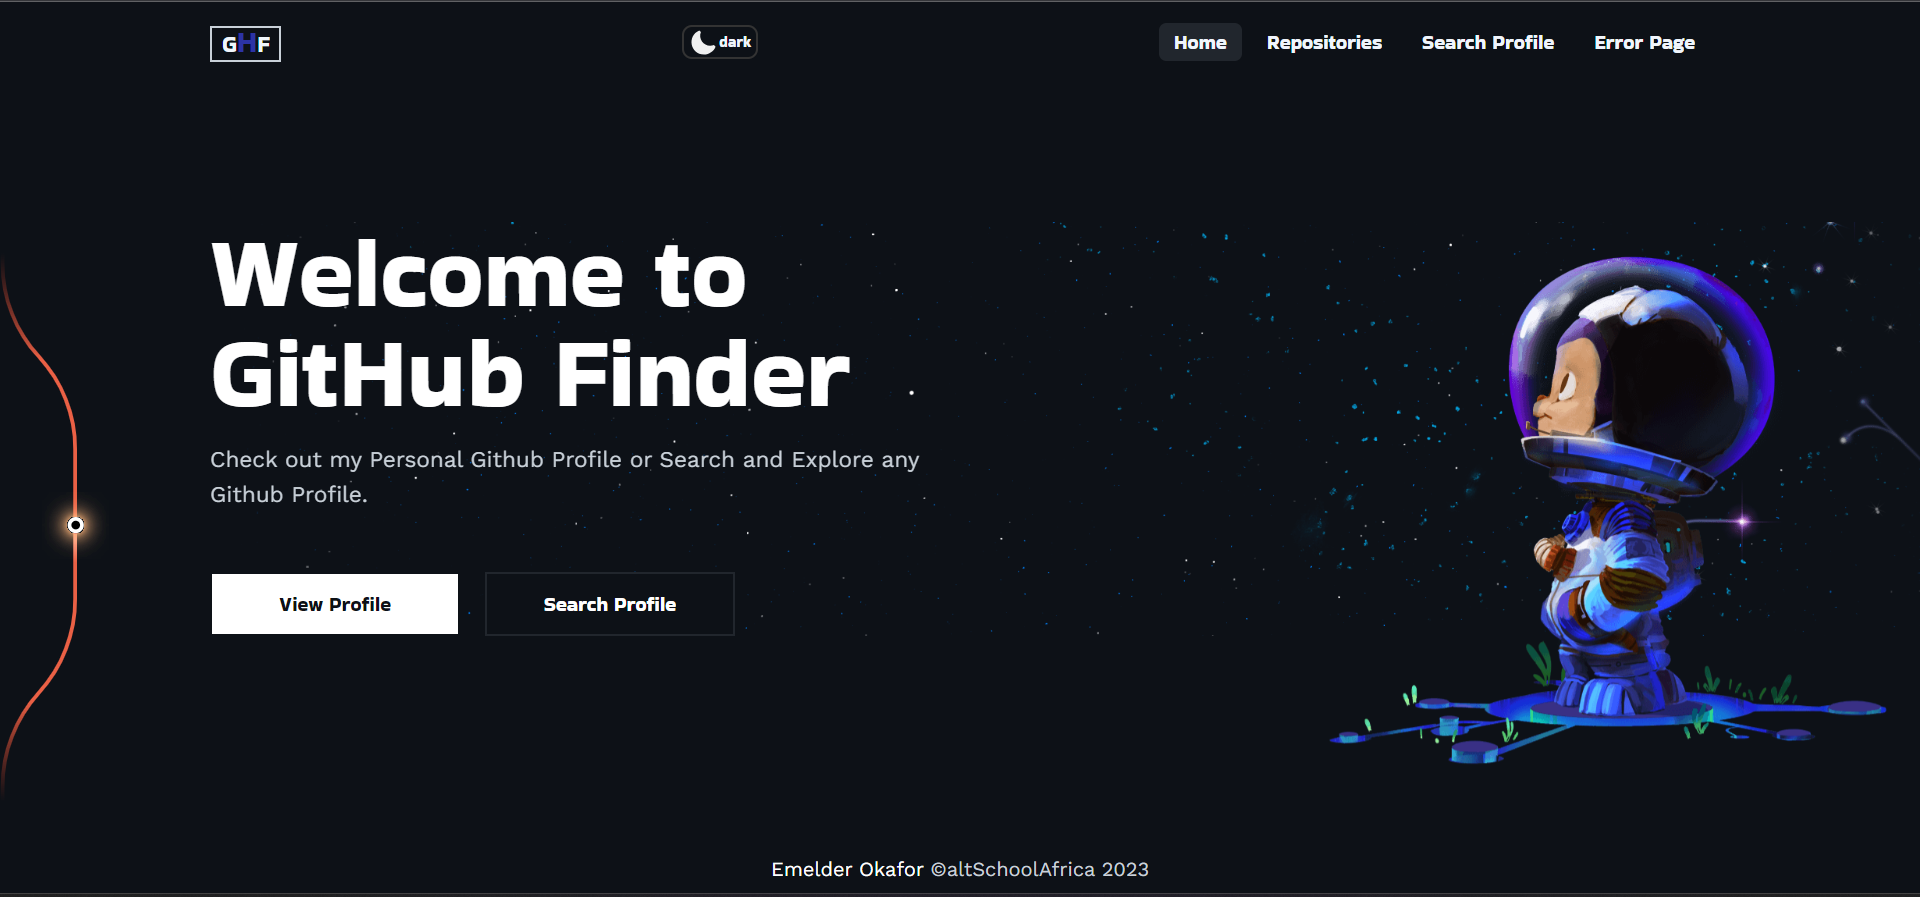 GHF
dark
Home
Repositories
Search Profile
Error Page
Welcome to
GitHub Finder
Check out my Personal Github Profile or Search and Explore any
Github Profile.
View Profile
Search Profile
Emelder Okafor ©altSchoolAfrica 2023